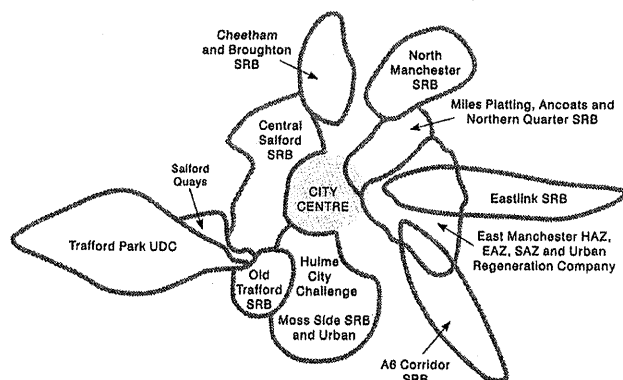 Cheetham
and Broughton
SRB
North
Manchester
SRB
Miles Platting, Ancoats and
Northern Quarter SRB
Central
Salford
SRB
Salford
Quays
CITY
CENTRE
Eastlink SRB
Trafford Park UDC
East Manchester HAZ,
EAZ, SAZ and Urban
Regeneration Company
Old
Trafford
SRB
Hulme
City
Challenge
Moss Side SRB
and Urban
A6 Corridor
SRB